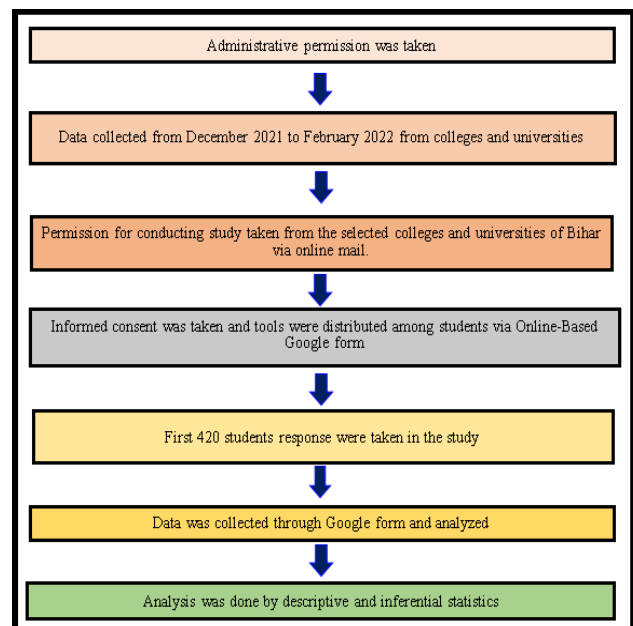 Administrative permission was taken
Data collected from December 2021 to February 2022 from colleges and universities
Permission for conducting study taken from the selected colleges and universities of Bihar
via online mail.
Informed consent was taken and tools were distributed among students via Online-Based
Google form
First 420 students response were taken in the study
Data was collected through Google form and analyzed
Analysis was done by descriptive and inferential statistics